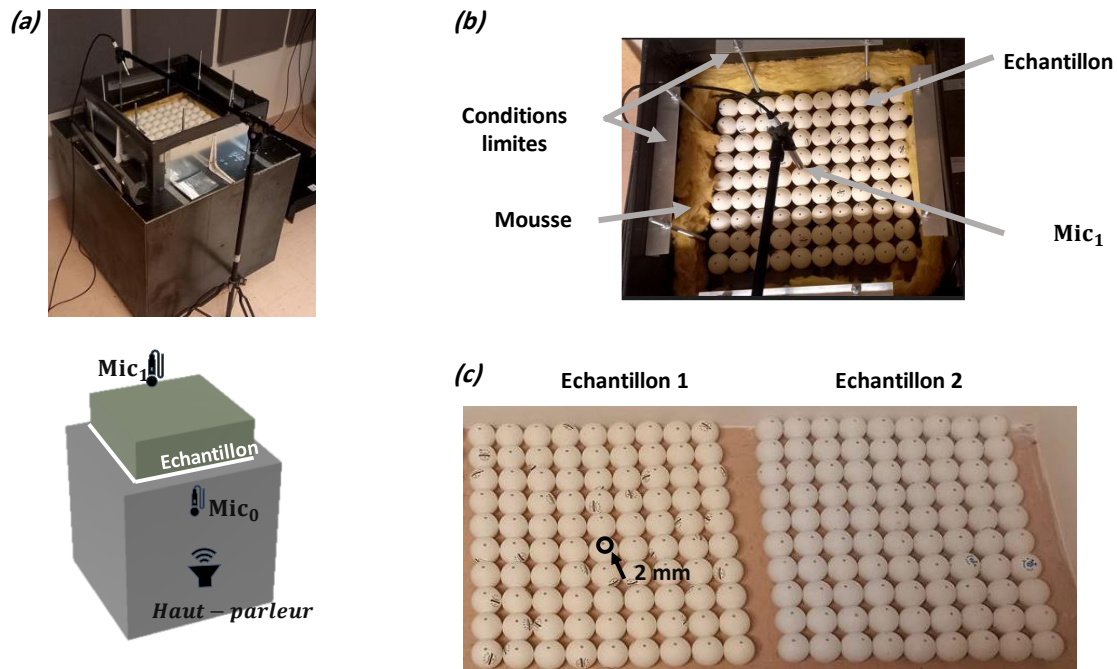 (a)
(b)
Echantillon
Conditions
limites
Mousse
Mic₁
Mic₁
Echantillon
Mic₀
Haut − parleur
(c)
Echantillon 1
Echantillon 2
2 mm